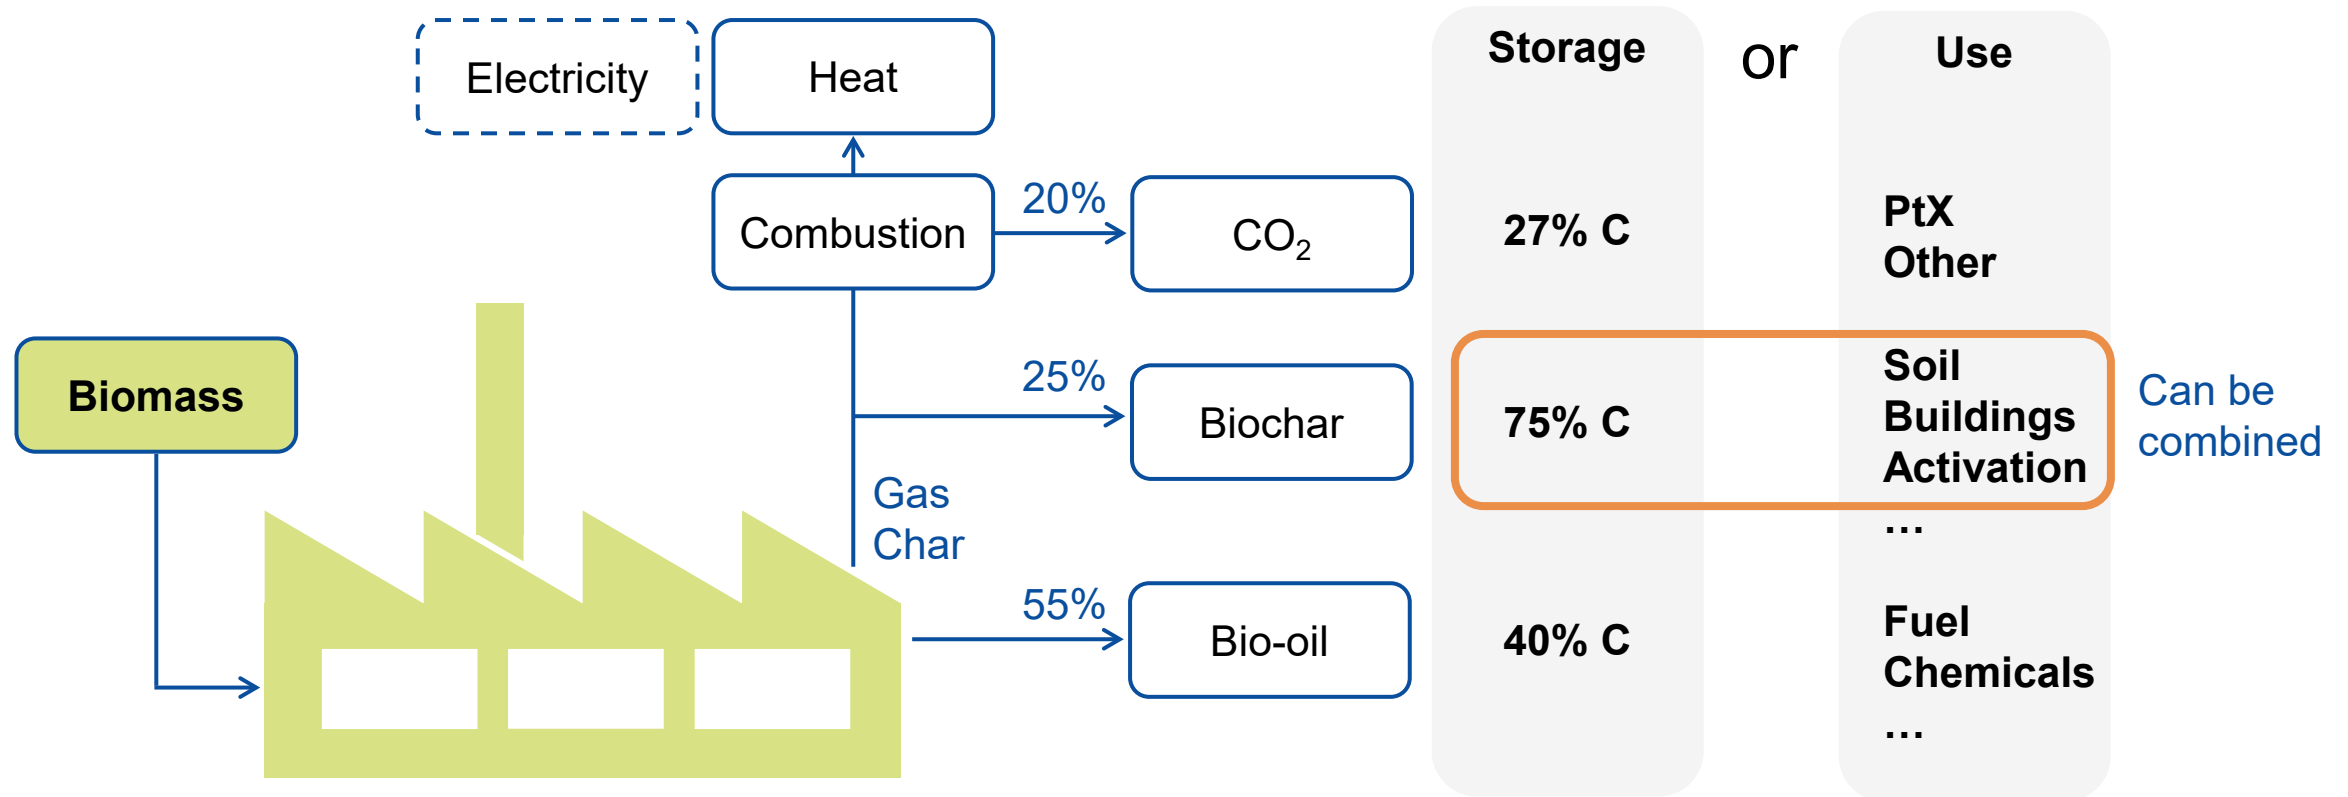 Electricity
Heat
Storage
or
Use
Combustion
20%
CO₂
27% C
PtX
Other
Biomass
25%
Biochar
75% C
Soil
Buildings
Activation
...
Can be
combined
Gas
Char
55%
Bio-oil
40% C
Fuel
Chemicals
...